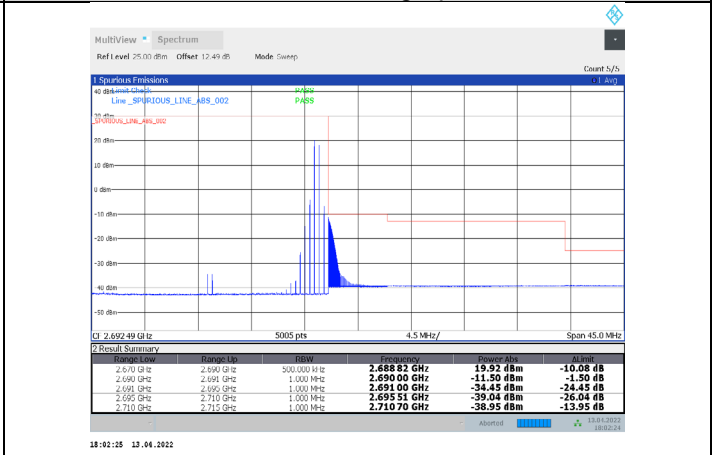 MultiView Spectrum
Ref Level 25.00 dBm Offset 12.49 dB Mode Sweep
Count 5/5
1 Spurious Emissions 1 Avg
40 dBm Limit Check PASS
Line _SPURIOUS_LINE_ABS_002 PASS
30 dBm
_SPURIOUS_LINE_ABS_002
20 dBm
10 dBm
0 dBm
-10 dBm
-20 dBm
-30 dBm
-40 dBm
-50 dBm
CF 2.692 49 GHz 5005 pts 4.5 MHz/ Span 45.0 MHz
2 Result Summary
Range Low Range Up RBW Frequency Power Abs ΔLimit
2.670 GHz 2.690 GHz 500.000 kHz 2.688 82 GHz 19.92 dBm -10.08 dB
2.690 GHz 2.691 GHz 1.000 MHz 2.690 00 GHz -11.50 dBm -1.50 dB
2.691 GHz 2.695 GHz 1.000 MHz 2.691 00 GHz -34.45 dBm -24.45 dB
2.695 GHz 2.710 GHz 1.000 MHz 2.695 51 GHz -39.04 dBm -26.04 dB
2.710 GHz 2.715 GHz 1.000 MHz 2.710 70 GHz -38.95 dBm -13.95 dB
Aborted 13.04.2022
18:02:24
18:02:25 13.04.2022